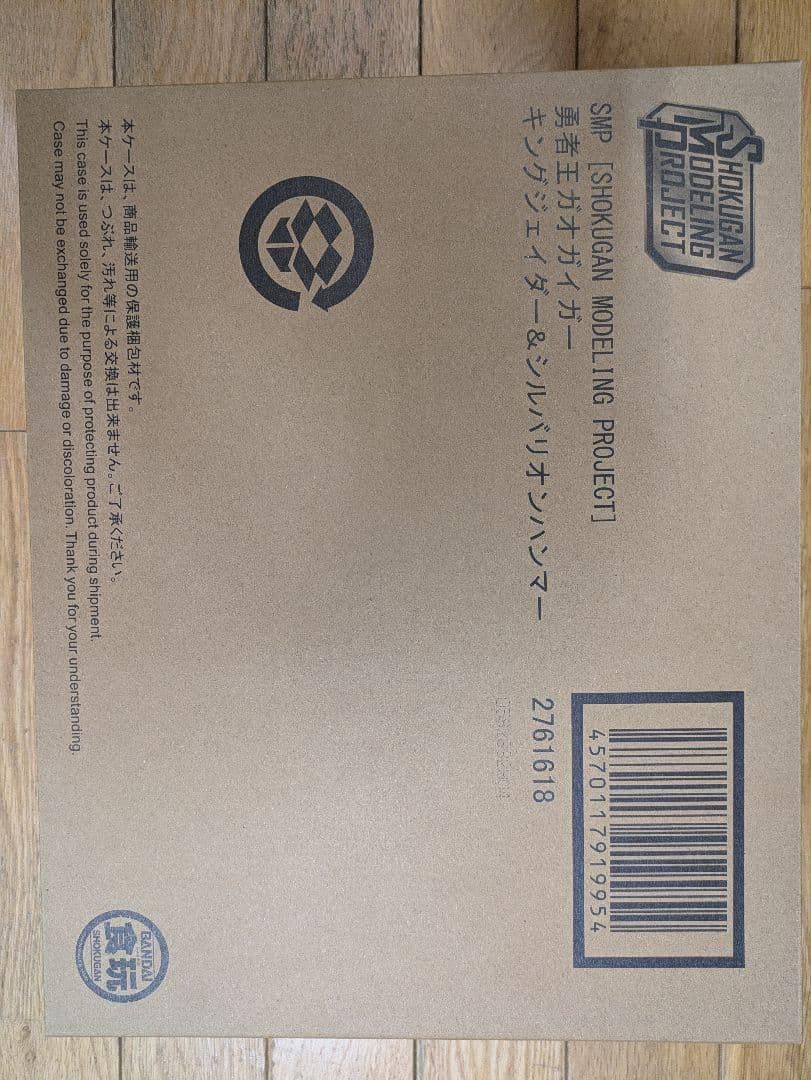 SHOKUGAN
MODELING
PROJECT
SMP [SHOKUGAN MODELING PROJECT]
勇者王ガオガイガー
キングジェイダー&シルバリオンハンマー
2761618
4570117919954
本ケースは、商品輸送用の保護梱包材です。
本ケースは、つぶれ、汚れ等による交換は出来ません。ご了承ください。
This case is used solely for the purpose of protecting product during shipment.
Case may not be exchanged due to damage or discoloration. Thank you for your understanding.
BANDAI
食玩
SHOKUGAN